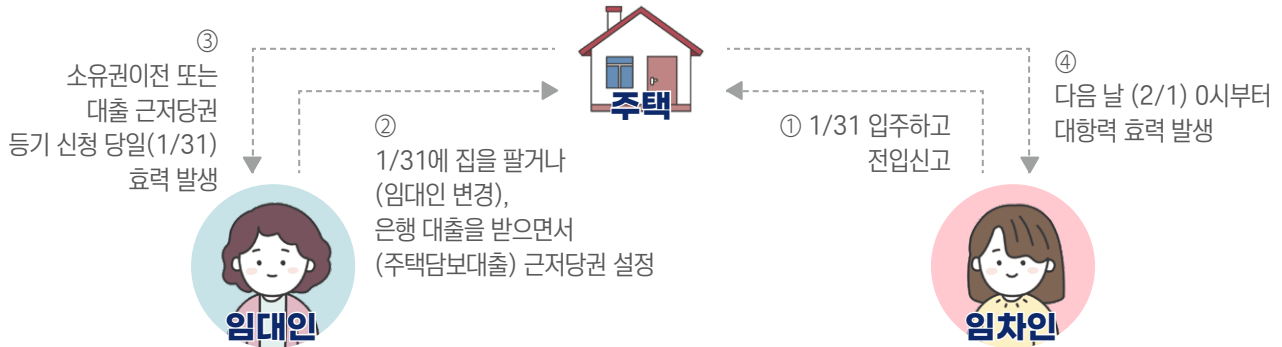 ③
소유권이전 또는
대출 근저당권
등기 신청 당일(1/31)
효력 발생
②
1/31에 집을 팔거나
(임대인 변경),
은행 대출을 받으면서
(주택담보대출) 근저당권 설정
주택
① 1/31 입주하고
전입신고
④
다음 날 (2/1) 0시부터
대항력 효력 발생
임대인
임차인